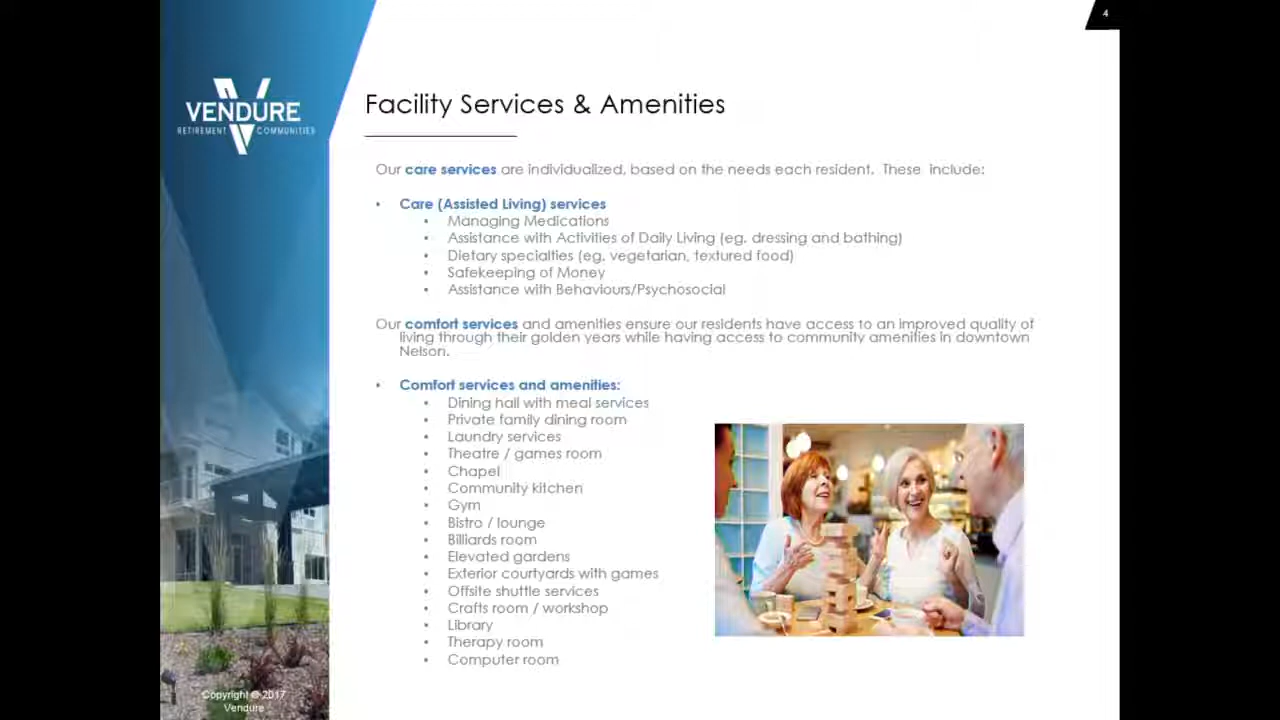 4
VENDURE
RETIREMENT COMMUNITIES
Facility Services & Amenities
Our care services are individualized, based on the needs each resident. These include:
• Care (Assisted Living) services
• Managing Medications
• Assistance with Activities of Daily Living (eg. dressing and bathing)
• Dietary specialties (eg. vegetarian, textured food)
• Safekeeping of Money
• Assistance with Behaviours/Psychosocial
Our comfort services and amenities ensure our residents have access to an improved quality of
living through their golden years while having access to community amenities in downtown
Nelson.
• Comfort services and amenities:
• Dining hall with meal services
• Private family dining room
• Laundry services
• Theatre / games room
• Chapel
• Community kitchen
• Gym
• Bistro / lounge
• Billiards room
• Elevated gardens
• Exterior courtyards with games
• Offsite shuttle services
• Crafts room / workshop
• Library
• Therapy room
• Computer room
Copyright © 2017
Vendure